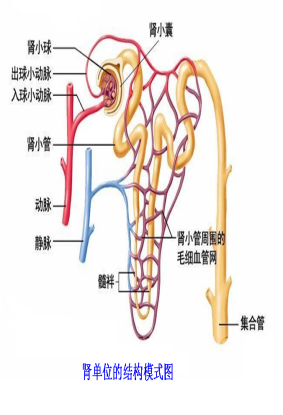 肾小囊
肾小球
出球小动脉
入球小动脉
肾小管
动脉
静脉
肾小管周围的
毛细血管网
髓袢
集合管
肾单位的结构模式图